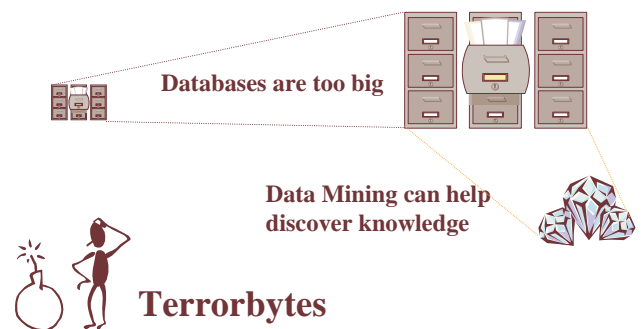 Databases are too big
Data Mining can help
discover knowledge
Terrorbytes